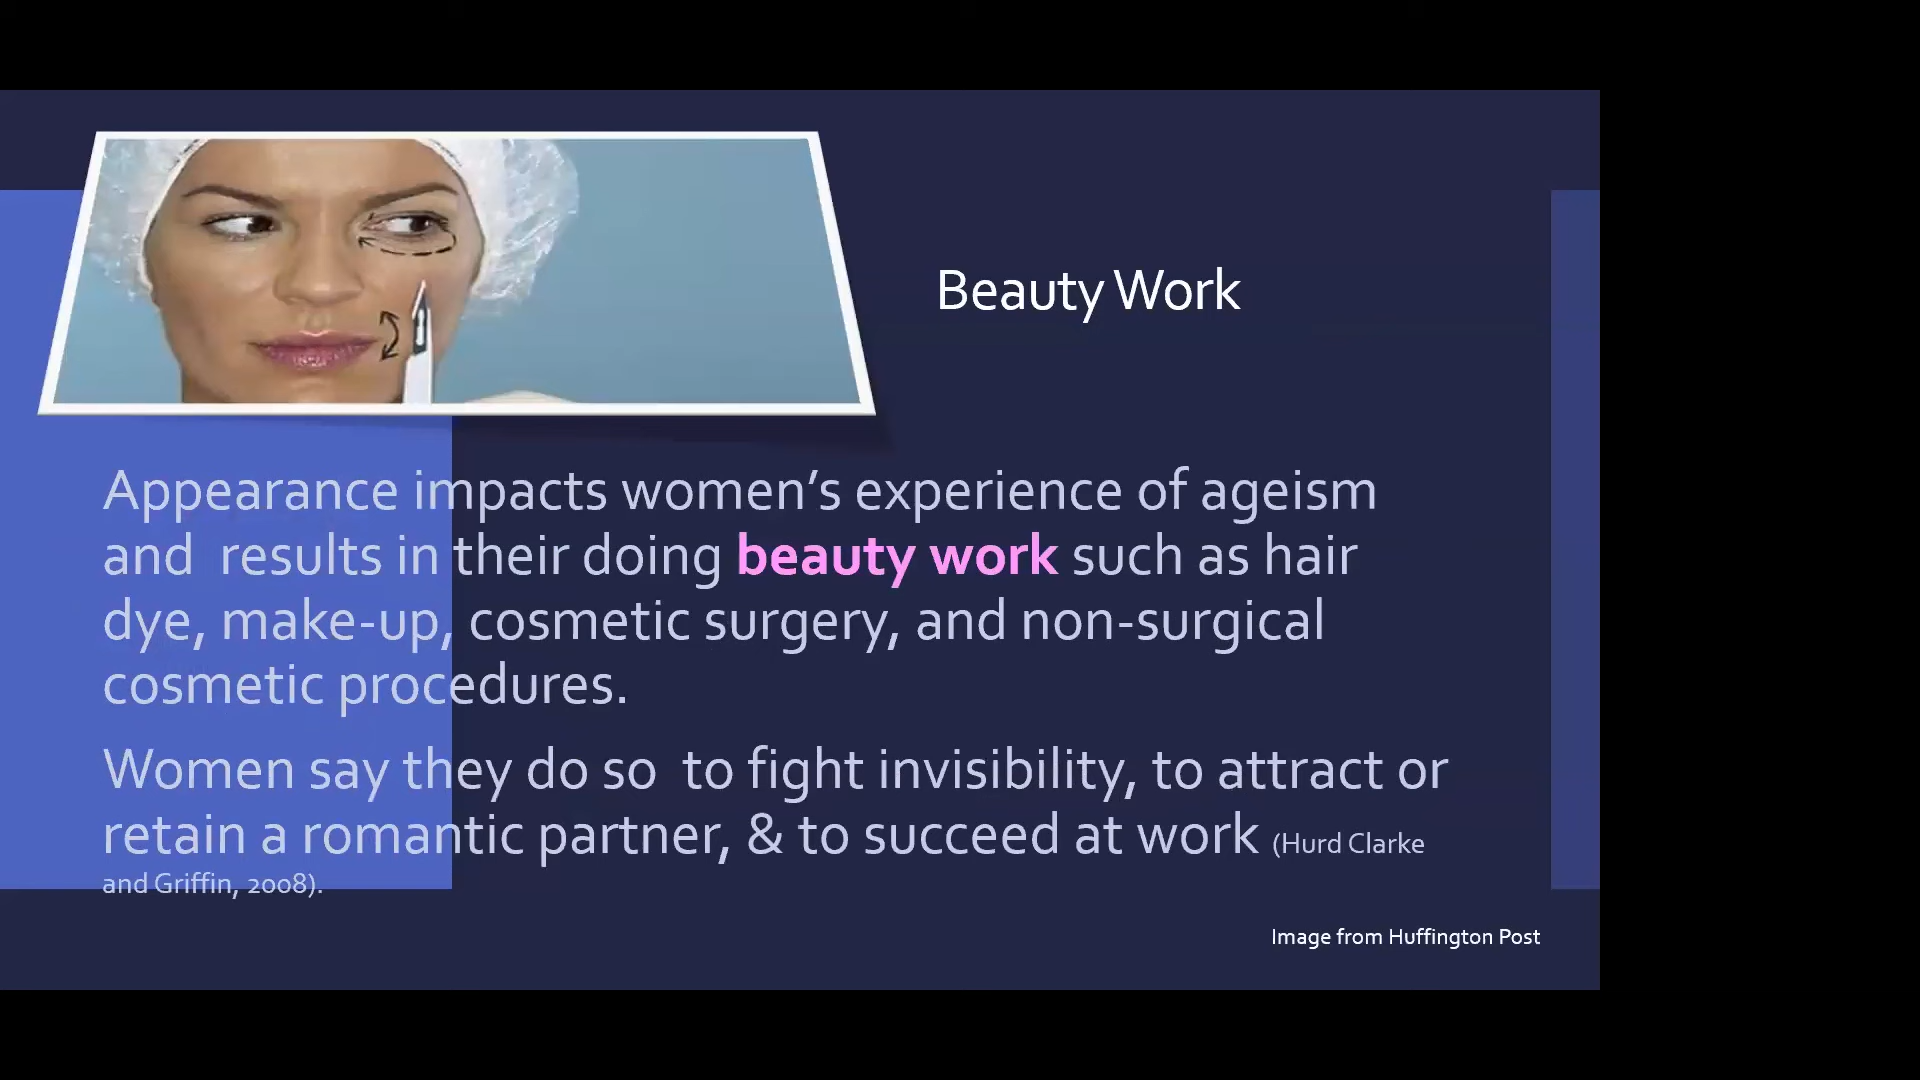 Beauty Work
Appearance impacts women’s experience of ageism
and  results in their doing beauty work such as hair
dye, make-up, cosmetic surgery, and non-surgical
cosmetic procedures.
Women say they do so  to fight invisibility, to attract or
retain a romantic partner, & to succeed at work (Hurd Clarke
and Griffin, 2008).
Image from Huffington Post